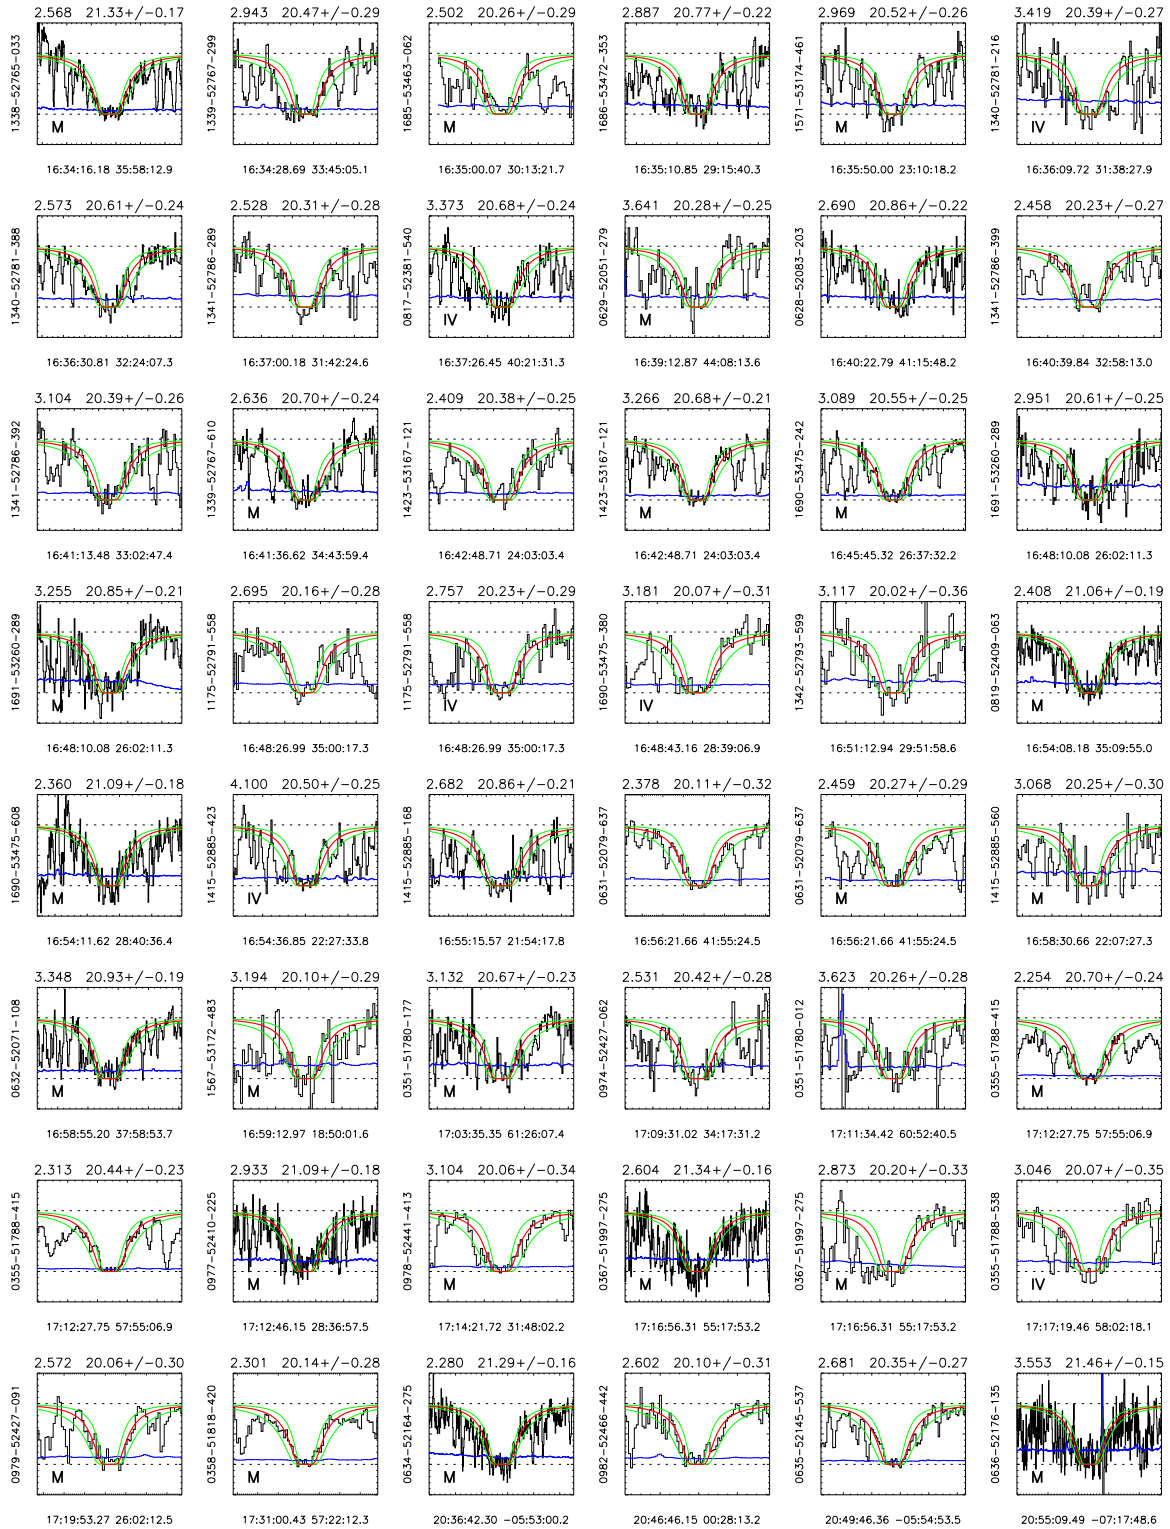 2.568 21.33+/-0.17 2.943 20.47+/-0.29 2.502 20.26+/-0.29 2.887 20.77+/-0.22 2.969 20.52+/-0.26 3.419 20.39+/-0.27
1338-52765-033 1339-52767-299 1685-53463-062 1686-53472-353 1571-53174-461 1340-52781-216
M M M M IV
16:34:16.18 35:58:12.9 16:34:28.69 33:45:05.1 16:35:00.07 30:13:21.7 16:35:10.85 29:15:40.3 16:35:50.00 23:10:18.2 16:36:09.72 31:38:27.9
2.573 20.61+/-0.24 2.528 20.31+/-0.28 3.373 20.68+/-0.24 3.641 20.28+/-0.25 2.690 20.86+/-0.22 2.458 20.23+/-0.27
1340-52781-388 1341-52786-289 0817-52381-540 0629-52051-279 0628-52083-203 1341-52786-399
M IV M
16:36:30.81 32:24:07.3 16:37:00.18 31:42:24.6 16:37:26.45 40:21:31.3 16:39:12.87 44:08:13.6 16:40:22.79 41:15:48.2 16:40:39.84 32:58:13.0
3.104 20.39+/-0.26 2.636 20.70+/-0.24 2.409 20.38+/-0.25 3.266 20.68+/-0.21 3.089 20.55+/-0.25 2.951 20.61+/-0.25
1341-52786-392 1339-52767-610 1423-53167-121 1423-53167-121 1690-53475-242 1691-53260-289
M M M M
16:41:13.48 33:02:47.4 16:41:36.62 34:43:59.4 16:42:48.71 24:03:03.4 16:42:48.71 24:03:03.4 16:45:45.32 26:37:32.2 16:48:10.08 26:02:11.3
3.255 20.85+/-0.21 2.695 20.16+/-0.28 2.757 20.23+/-0.29 3.181 20.07+/-0.31 3.117 20.02+/-0.36 2.408 21.06+/-0.19
1691-53260-289 1175-52791-558 1175-52791-558 1690-53475-380 1342-52793-599 0819-52409-063
M IV IV M
16:48:10.08 26:02:11.3 16:48:26.99 35:00:17.3 16:48:26.99 35:00:17.3 16:48:43.16 28:39:06.9 16:51:12.94 29:51:58.6 16:54:08.18 35:09:55.0
2.360 21.09+/-0.18 4.100 20.50+/-0.25 2.682 20.86+/-0.21 2.378 20.11+/-0.32 2.459 20.27+/-0.29 3.068 20.25+/-0.30
1690-53475-608 1415-52885-423 1415-52885-168 0631-52079-637 0631-52079-637 1415-52885-560
M IV M M
16:54:11.62 28:40:36.4 16:54:36.85 22:27:33.8 16:55:15.57 21:54:17.8 16:56:21.66 41:55:24.5 16:56:21.66 41:55:24.5 16:58:30.66 22:07:27.3
3.348 20.93+/-0.19 3.194 20.10+/-0.29 3.132 20.67+/-0.23 2.531 20.42+/-0.28 3.623 20.26+/-0.28 2.254 20.70+/-0.24
0632-52071-108 1567-53172-483 0351-51780-177 0974-52427-062 0351-51780-012 0355-51788-415
M M M M M
16:58:55.20 37:58:53.7 16:59:12.97 18:50:01.6 17:03:35.35 61:26:07.4 17:09:31.02 34:17:31.2 17:11:34.42 60:52:40.5 17:12:27.75 57:55:06.9
2.313 20.44+/-0.23 2.933 21.09+/-0.18 3.104 20.06+/-0.34 2.604 21.34+/-0.16 2.873 20.20+/-0.33 3.046 20.07+/-0.35
0355-51788-415 0977-52410-225 0978-52441-413 0367-51997-275 0367-51997-275 0355-51788-538
M M M M IV
17:12:27.75 57:55:06.9 17:12:46.15 28:36:57.5 17:14:21.72 31:48:02.2 17:16:56.31 55:17:53.2 17:16:56.31 55:17:53.2 17:17:19.46 58:02:18.1
2.572 20.06+/-0.30 2.301 20.14+/-0.28 2.280 21.29+/-0.16 2.602 20.10+/-0.31 2.681 20.35+/-0.27 3.553 21.46+/-0.15
0979-52427-091 0358-51818-420 0634-52164-275 0982-52466-442 0635-52145-537 0636-52176-135
M M M
17:19:53.27 26:02:12.5 17:31:00.43 57:22:12.3 20:36:42.30 -05:53:00.2 20:46:46.15 00:28:13.2 20:49:46.36 -05:54:53.5 20:55:09.49 -07:17:48.6